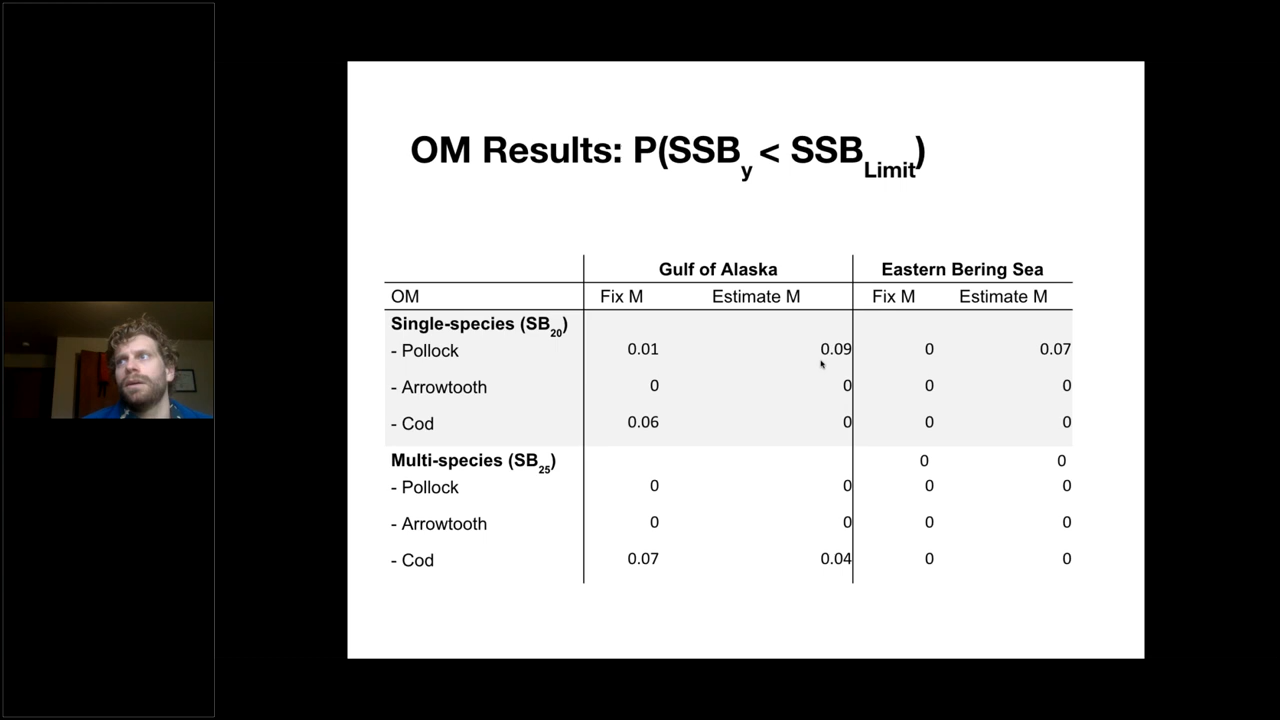 OM Results: P(SSBy < SSBLimit)
Gulf of Alaska Eastern Bering Sea
OM Fix M Estimate M Fix M Estimate M
Single-species (SB20)
- Pollock 0.01 0.09 0 0.07
- Arrowtooth 0 0 0 0
- Cod 0.06 0 0 0
Multi-species (SB25) 0 0
- Pollock 0 0 0 0
- Arrowtooth 0 0 0 0
- Cod 0.07 0.04 0 0